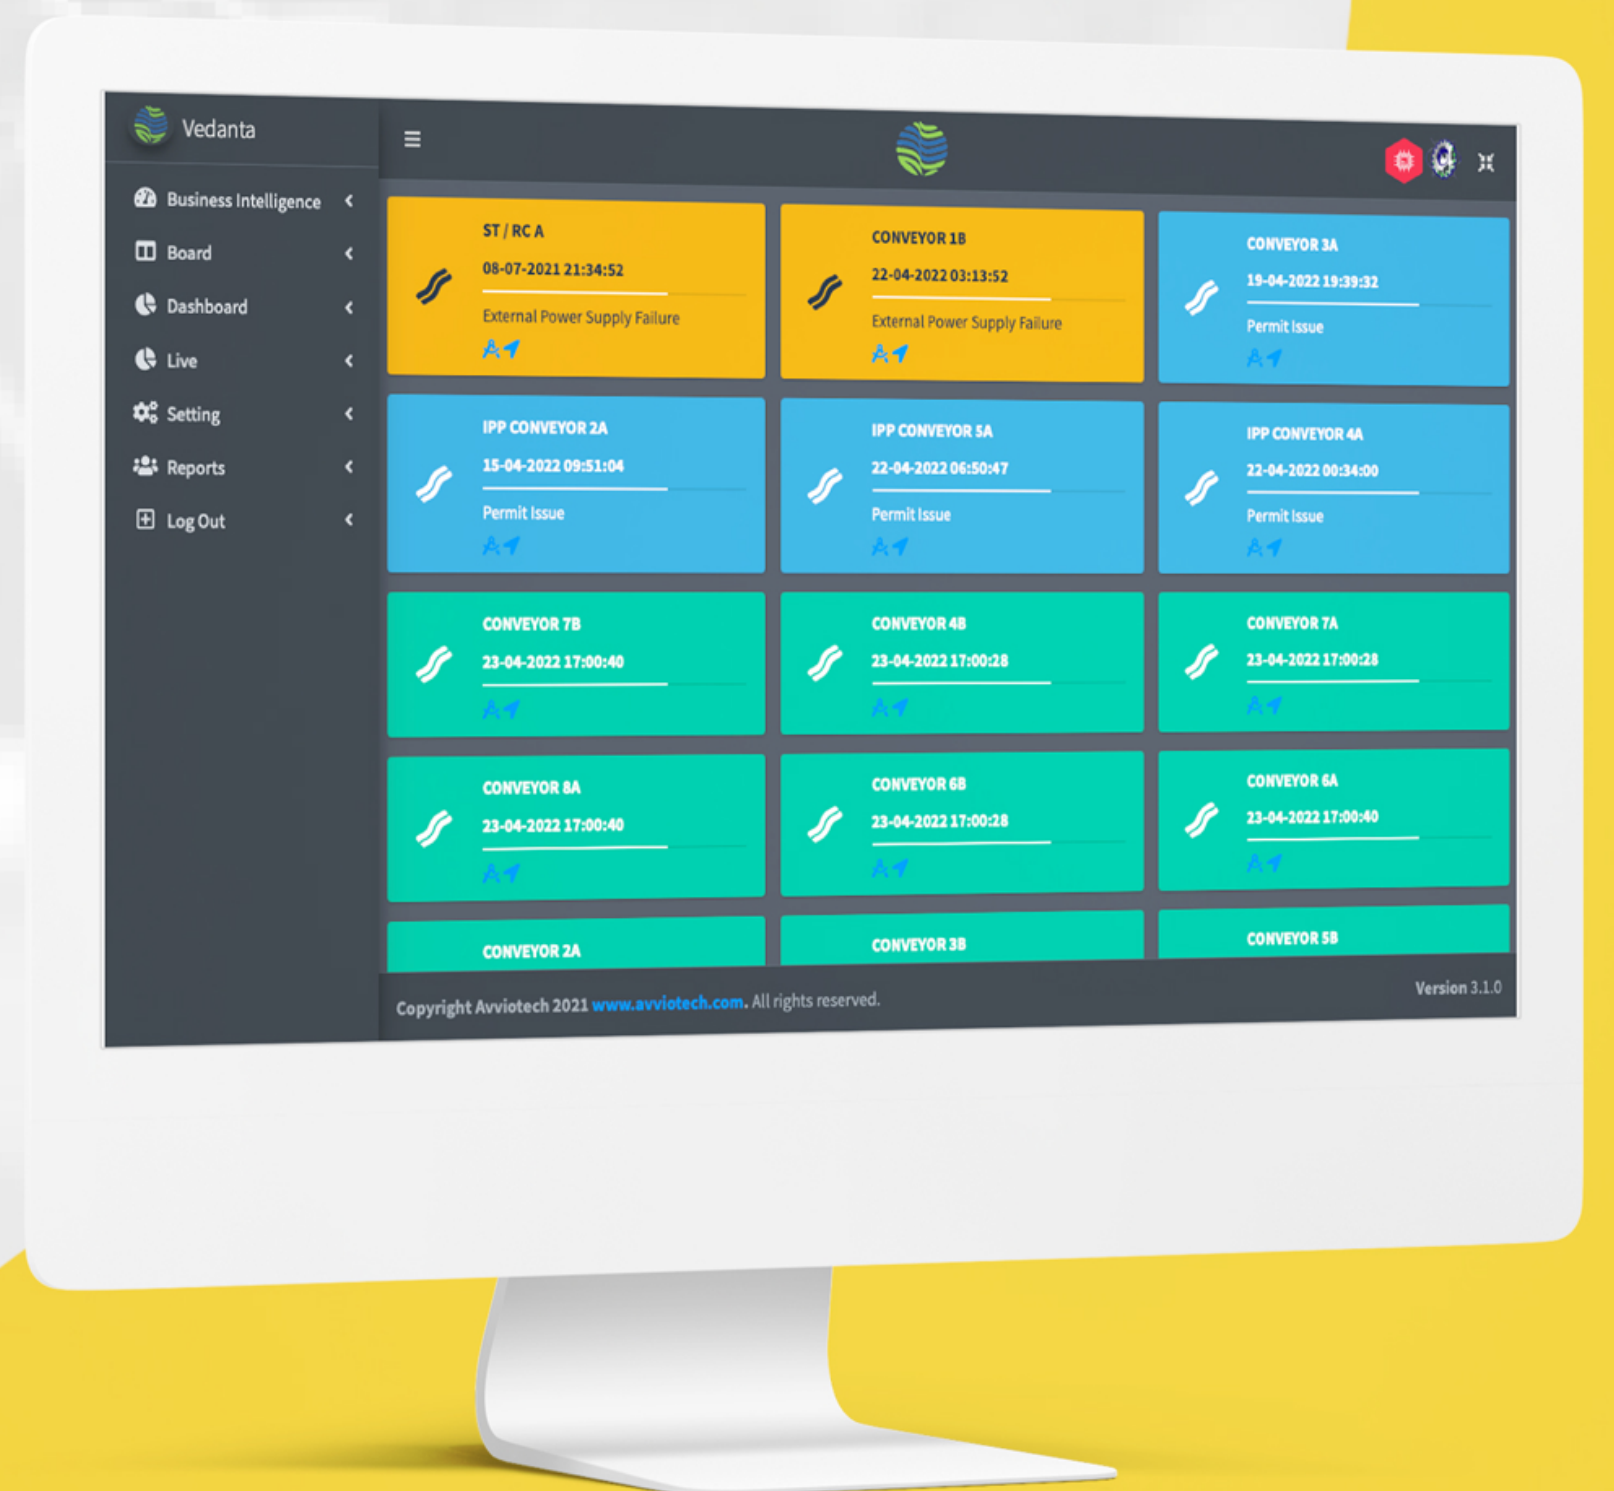 Vedanta
Business Intelligence
Board
Dashboard
Live
Setting
Reports
Log Out
ST / RC A
08-07-2021 21:34:52
External Power Supply Failure
CONVEYOR 1B
22-04-2022 03:13:52
External Power Supply Failure
CONVEYOR 3A
19-04-2022 19:39:32
Permit Issue
IPP CONVEYOR 2A
15-04-2022 09:51:04
Permit Issue
IPP CONVEYOR 5A
22-04-2022 06:50:47
Permit Issue
IPP CONVEYOR 4A
22-04-2022 00:34:00
Permit Issue
CONVEYOR 7B
23-04-2022 17:00:40
CONVEYOR 4B
23-04-2022 17:00:28
CONVEYOR 7A
23-04-2022 17:00:28
CONVEYOR 8A
23-04-2022 17:00:40
CONVEYOR 6B
23-04-2022 17:00:28
CONVEYOR 6A
23-04-2022 17:00:40
CONVEYOR 2A
CONVEYOR 3B
CONVEYOR 5B
Copyright Avviotech 2021 www.avviotech.com. All rights reserved.
Version 3.1.0